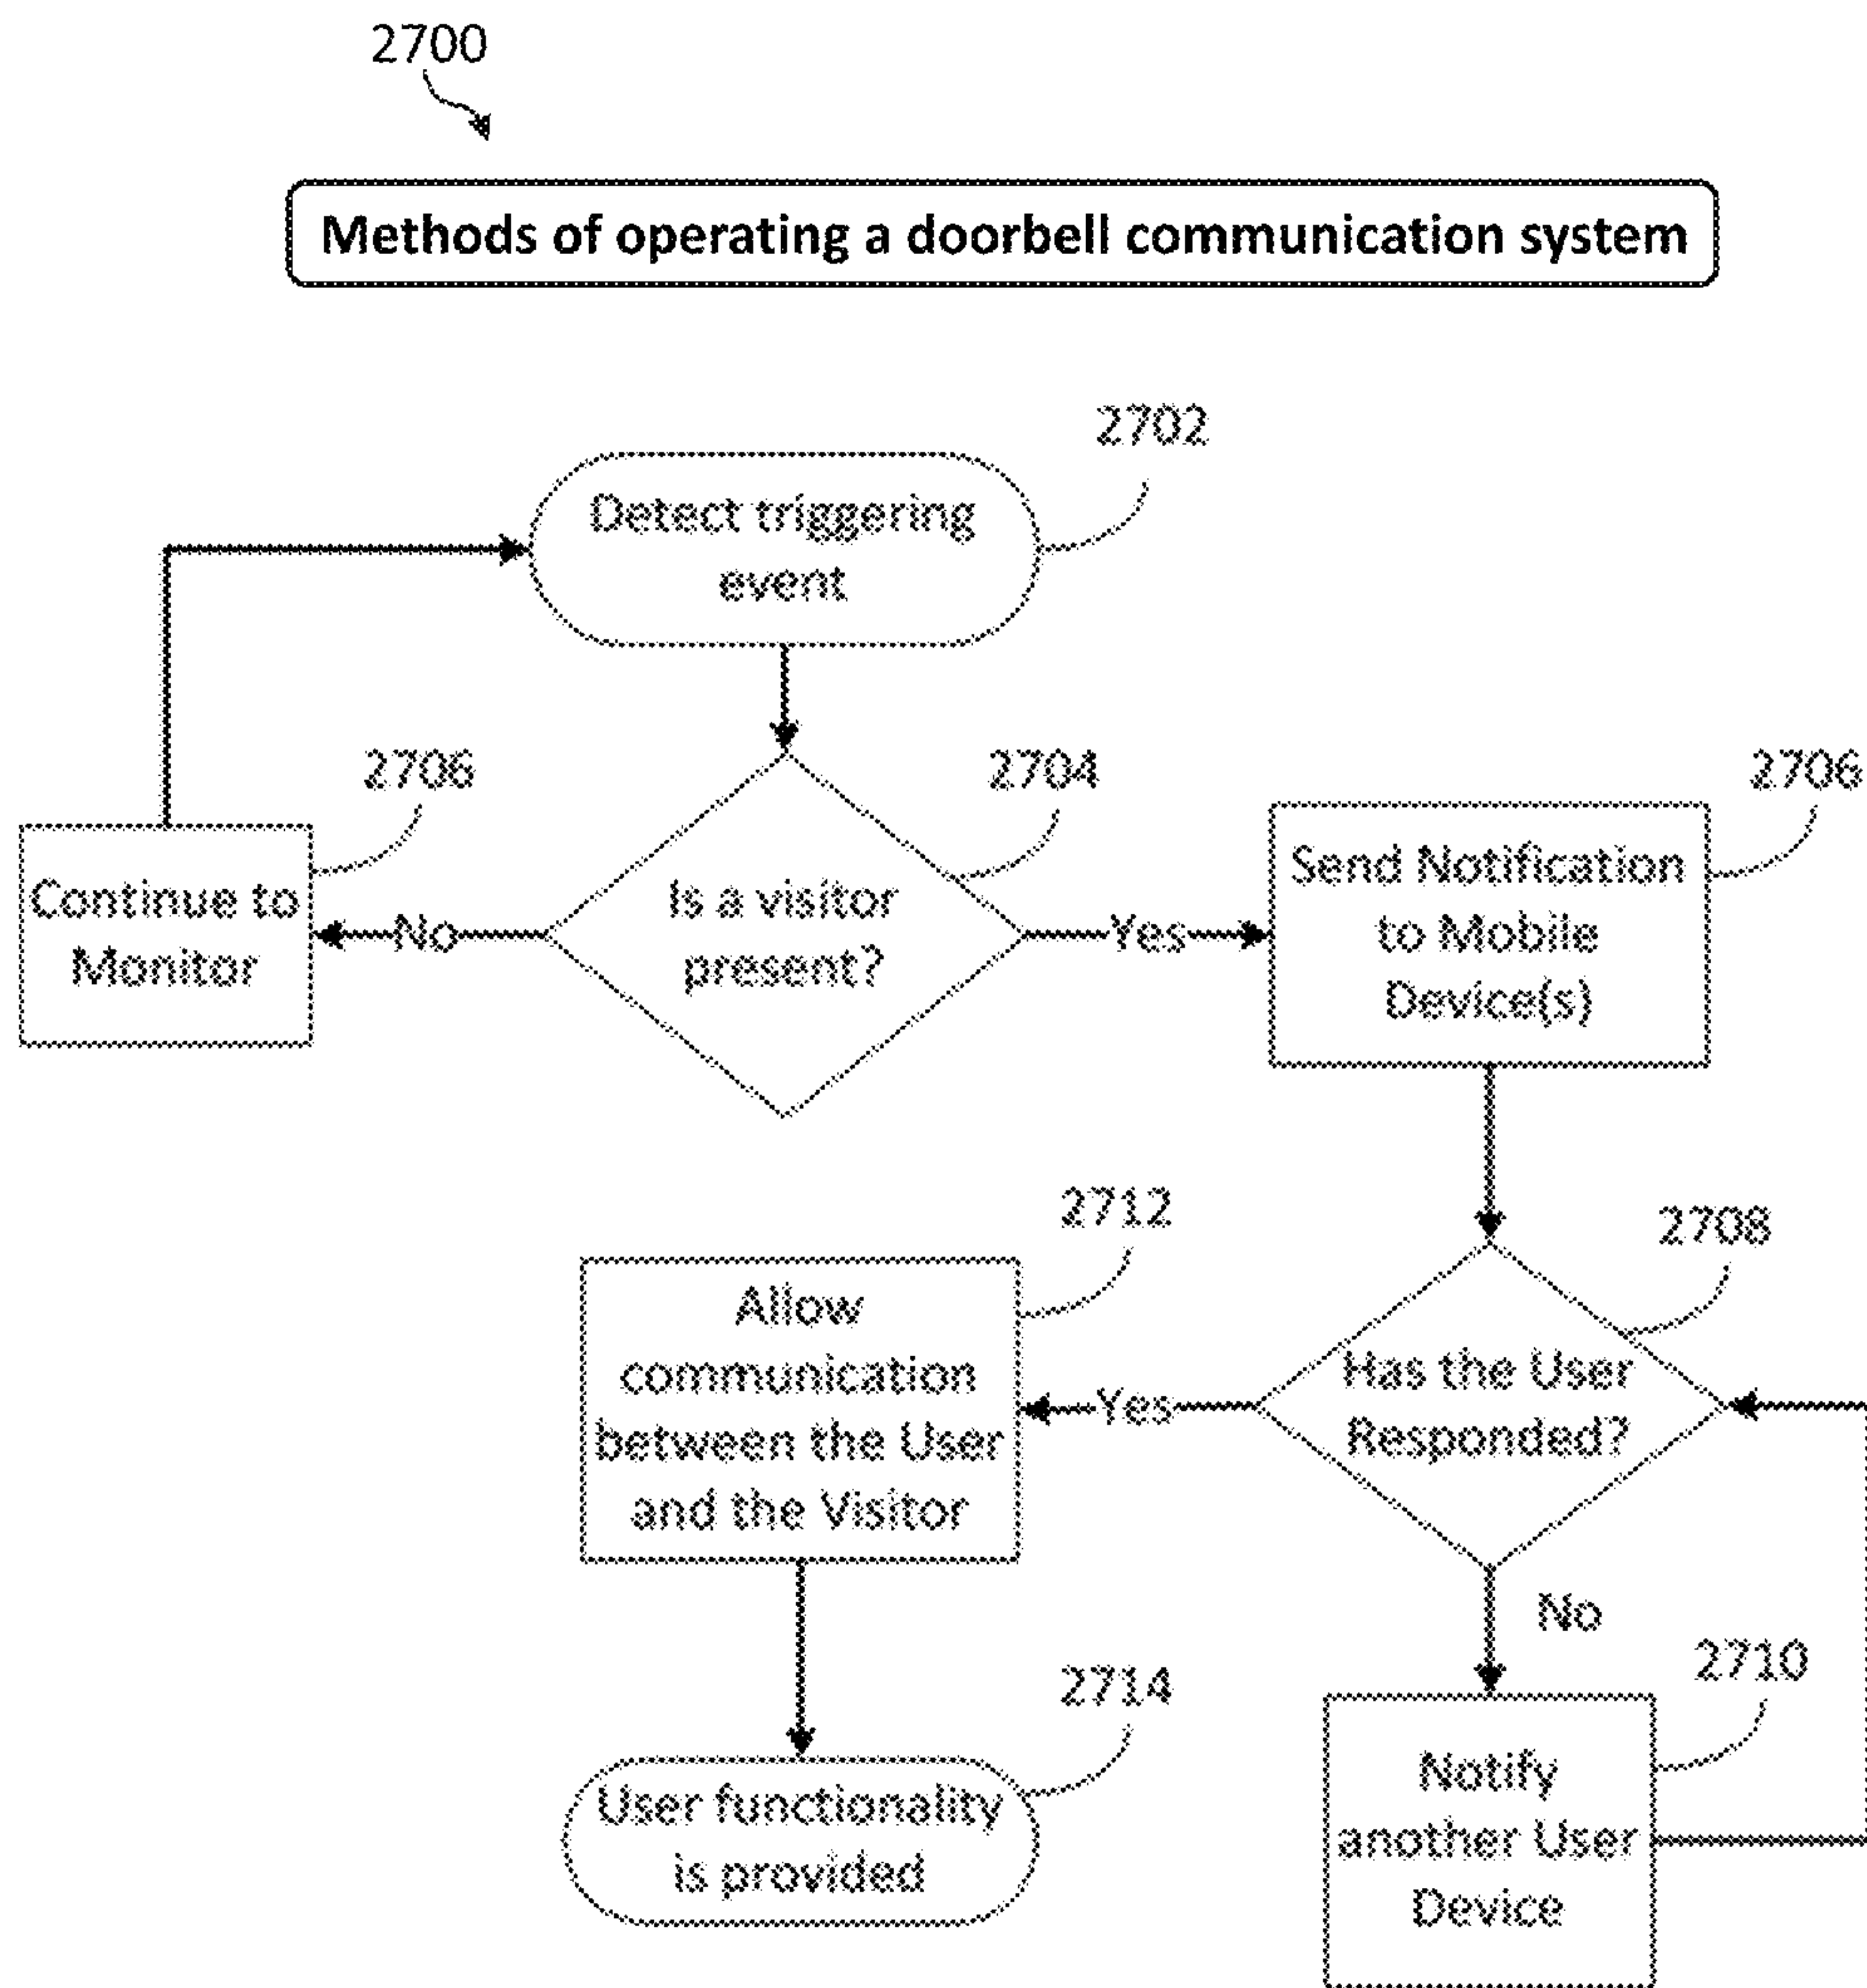 2700
Methods of operating a doorbell communication system
2702
Detect triggering
event
2706
2704
2706
Continue to
Monitor
No
Is a visitor
present?
Yes
Send Notification
to Mobile
Device(s)
2712
2708
Allow
communication
between the User
and the Visitor
Yes
Has the User
Responded?
No
2714
2710
User functionality
is provided
Notify
another User
Device